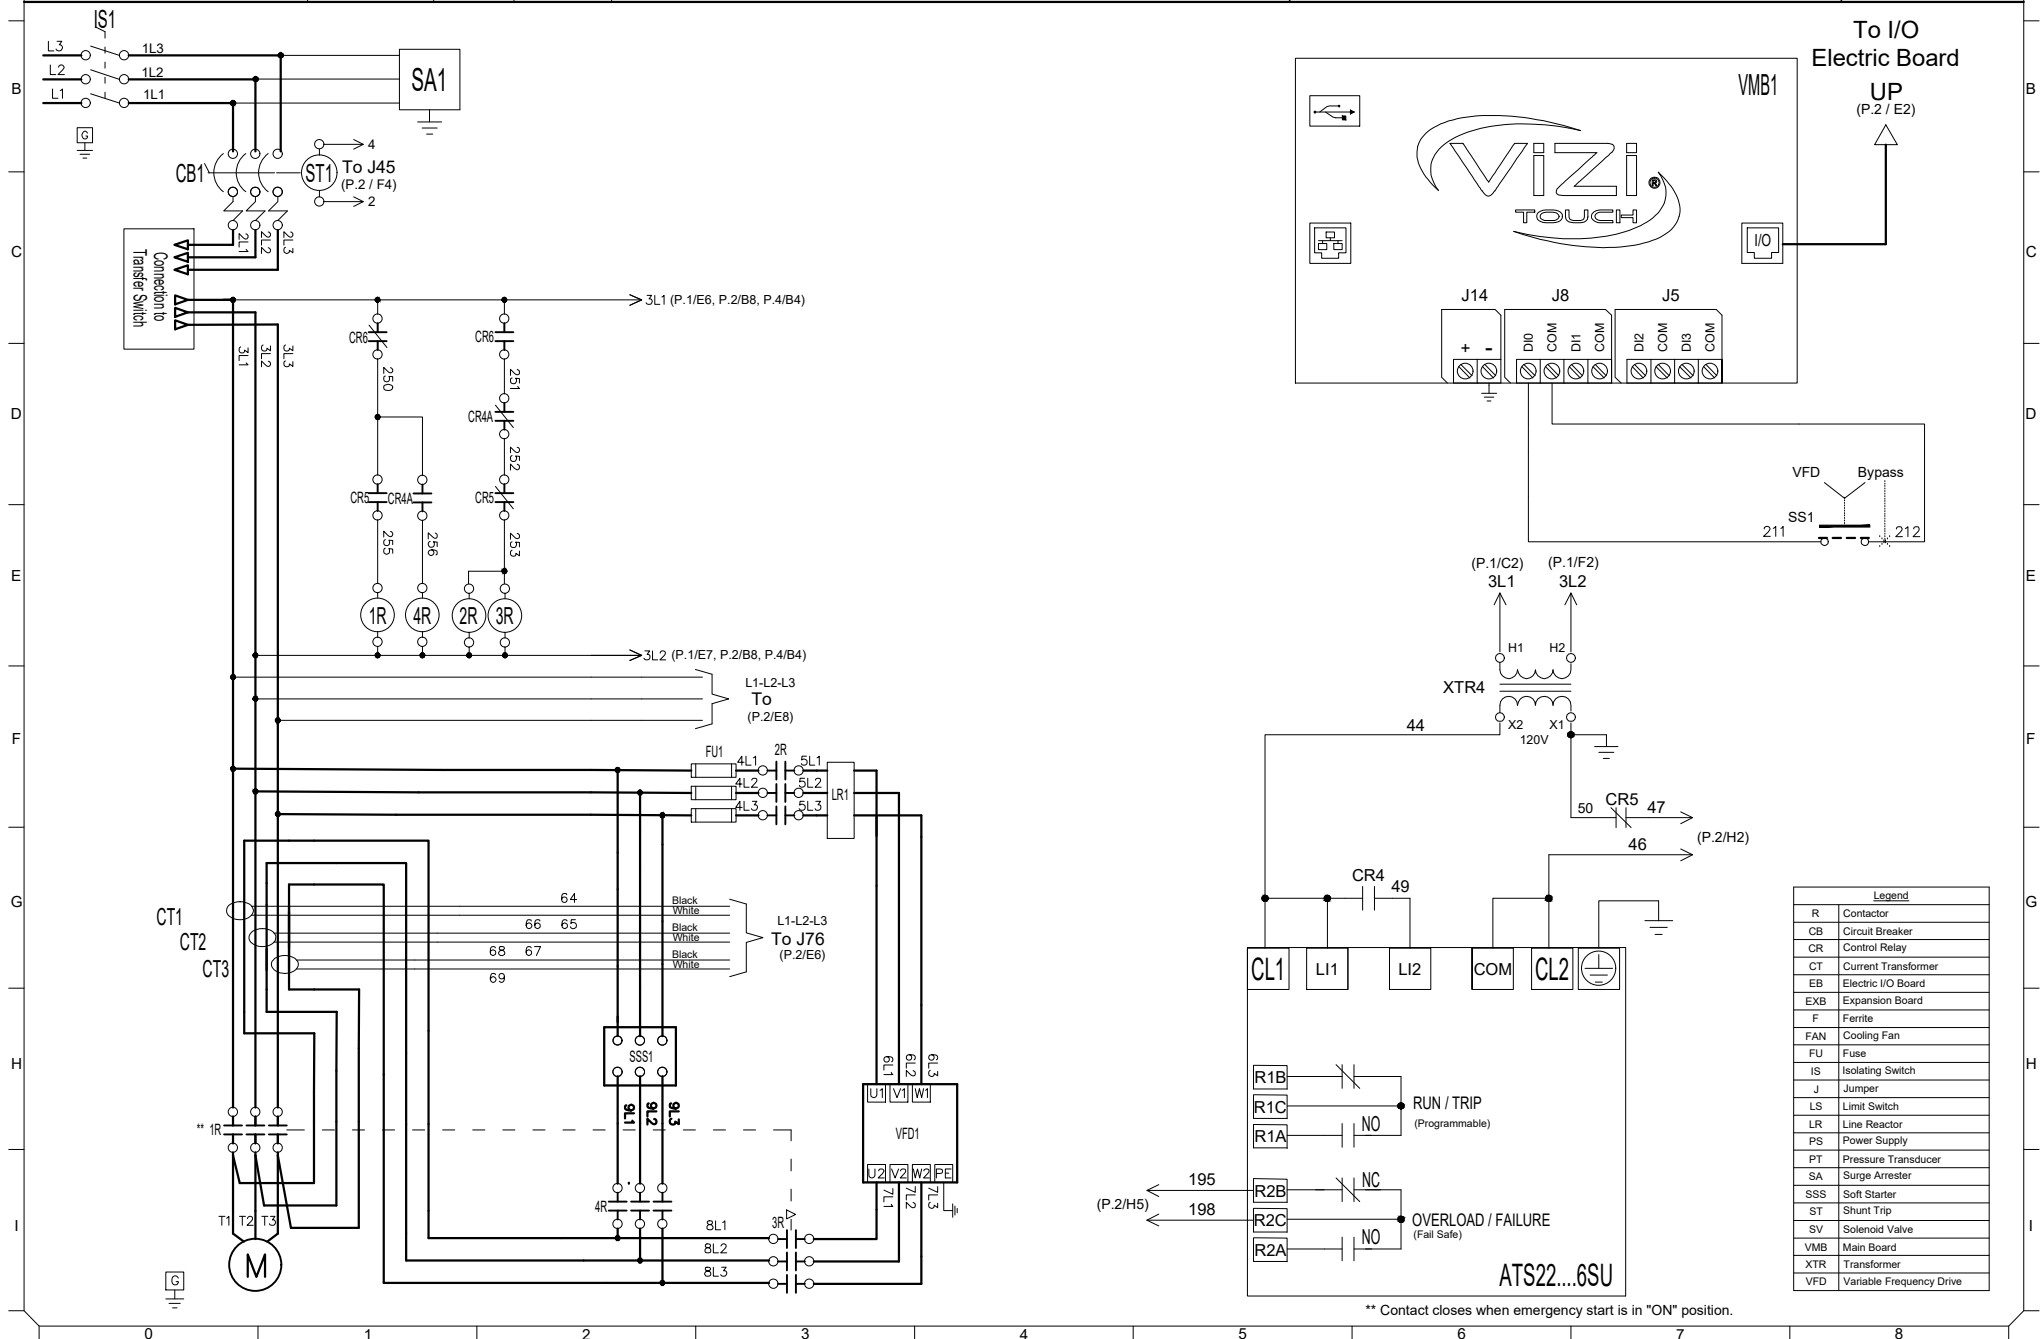 IS1
L3
1L3
L2
1L2
L1
1L1
SA1
G
CB1
ST1
4
To J45
(P.2 / F4)
2
2L1
2L2
2L3
Connection to
Transfer Switch
3L1 (P.1/E6, P.2/B8, P.4/B4)
3L1
3L2
3L3
CR6
250
CR6
251
CR4A
252
CR5
CR4A
CR5
255
256
253
1R
4R
2R
3R
3L2 (P.1/E7, P.2/B8, P.4/B4)
L1-L2-L3
To
(P.2/E8)
FU1
2R
4L1
5L1
4L2
5L2
4L3
5L3
LR1
CT1
CT2
CT3
64
66 65
68 67
69
Black
White
Black
White
Black
White
L1-L2-L3
To J76
(P.2/E6)
SSS1
9L1
9L2
9L3
6L1
6L2
6L3
U1 V1 W1
VFD1
U2 V2 W2 PE
7L1
7L2
7L3
** 1R
4R
3R
8L1
8L2
8L3
T1 T2 T3
M
G
To I/O
Electric Board
UP
(P.2 / E2)
VMB1
ViZi
®
TOUCH
I/O
J14
J8
J5
+ -
DI0
COM
DI1
COM
DI2
COM
DI3
COM
VFD
Bypass
SS1
211
212
(P.1/C2)
3L1
(P.1/F2)
3L2
H1
H2
XTR4
X2
X1
120V
44
50
CR5
47
46
(P.2/H2)
CR4
49
CL1
LI1
LI2
COM
CL2
R1B
R1C
R1A
NO
RUN / TRIP
(Programmable)
195
198
(P.2/H5)
R2B
R2C
R2A
NC
NO
OVERLOAD / FAILURE
(Fail Safe)
ATS22....6SU
** Contact closes when emergency start is in "ON" position.
Legend
R Contactor
CB Circuit Breaker
CR Control Relay
CT Current Transformer
EB Electric I/O Board
EXB Expansion Board
F Ferrite
FAN Cooling Fan
FU Fuse
IS Isolating Switch
J Jumper
LS Limit Switch
LR Line Reactor
PS Power Supply
PT Pressure Transducer
SA Surge Arrester
SSS Soft Starter
ST Shunt Trip
SV Solenoid Valve
VMB Main Board
XTR Transformer
VFD Variable Frequency Drive
B
C
D
E
F
G
H
I
B
C
D
E
F
G
H
I
0 1 2 3 4 5 6 7 8